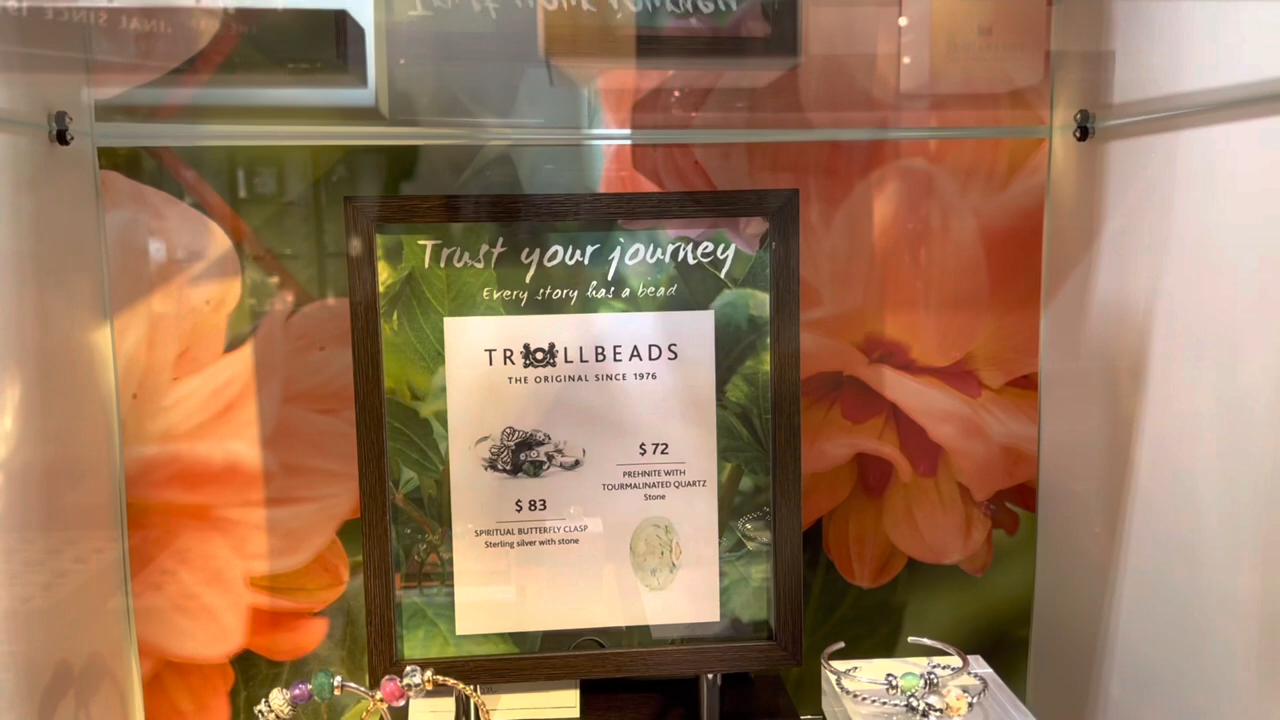 Trust your journey
Every story has a bead
TROLLBEADS
THE ORIGINAL SINCE 1976
$ 83
SPIRITUAL BUTTERFLY CLASP
Sterling silver with stone
$ 72
PREHNITE WITH
TOURMALINATED QUARTZ
Stone